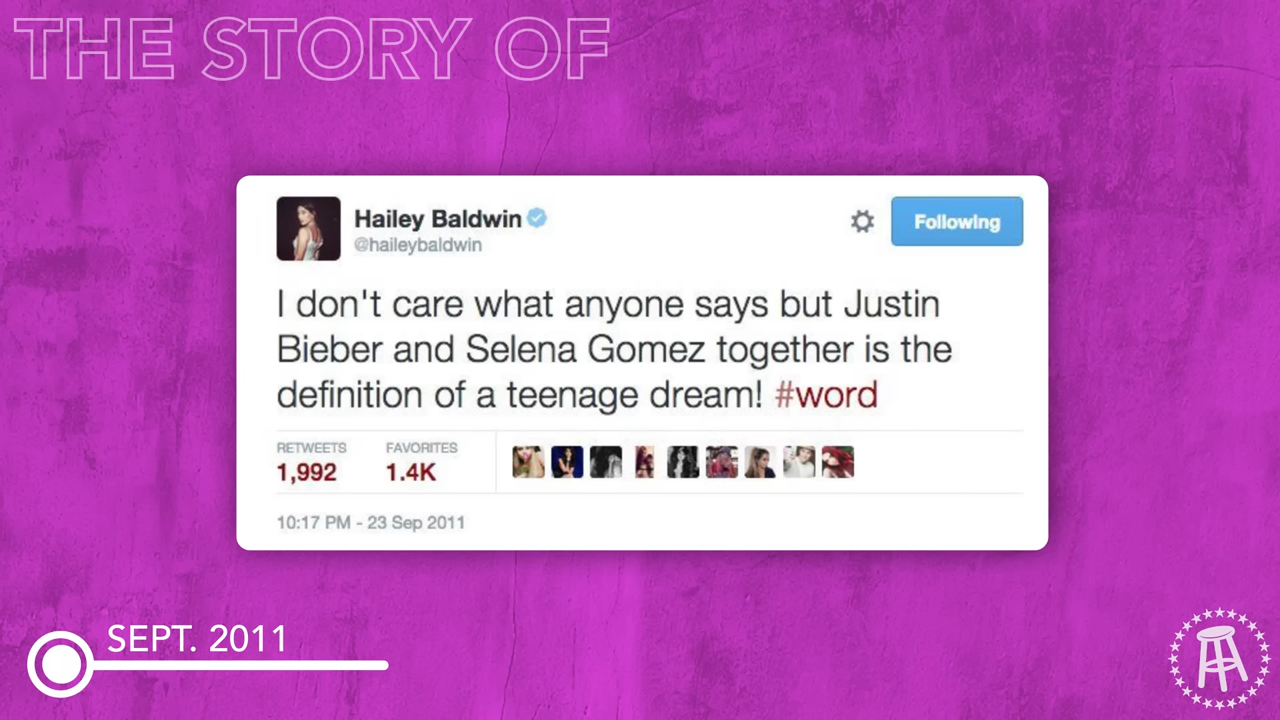 THE STORY OF
Hailey Baldwin
@haileybaldwin
Following
I don't care what anyone says but Justin
Bieber and Selena Gomez together is the
definition of a teenage dream! #word
RETWEETS FAVORITES
1,992 1.4K
10:17 PM - 23 Sep 2011
SEPT. 2011